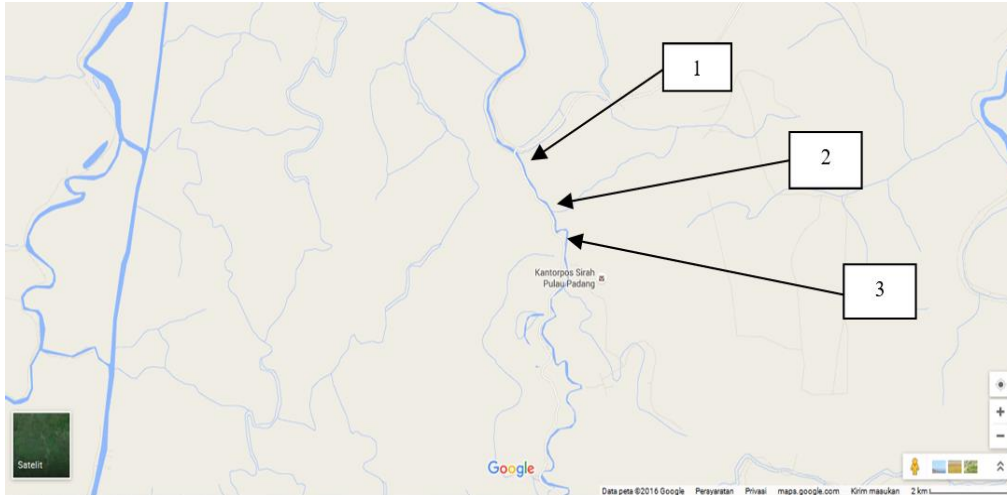 1
2
3
Kantorpos Sirah
Pulau Padang
Satelit
Google
Data peta ©2016 Google Persyaratan Privasi maps.google.com Kirim masukan 2 km